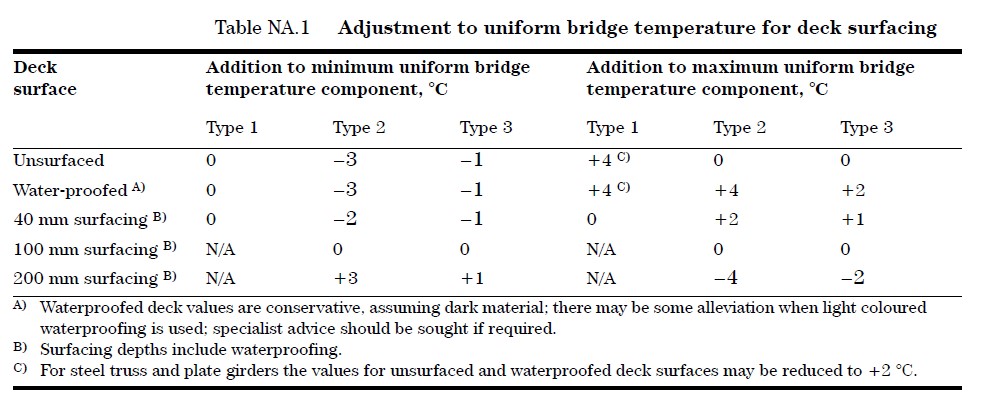 Table NA.1 Adjustment to uniform bridge temperature for deck surfacing
Deck surface Addition to minimum uniform bridge temperature component, °C Addition to maximum uniform bridge temperature component, °C
Type 1 Type 2 Type 3 Type 1 Type 2 Type 3
Unsurfaced 0 –3 –1 +4 C) 0 0
Water-proofed A) 0 –3 –1 +4 C) +4 +2
40 mm surfacing B) 0 –2 –1 0 +2 +1
100 mm surfacing B) N/A 0 0 N/A 0 0
200 mm surfacing B) N/A +3 +1 N/A –4 –2
A) Waterproofed deck values are conservative, assuming dark material; there may be some alleviation when light coloured
waterproofing is used; specialist advice should be sought if required.
B) Surfacing depths include waterproofing.
C) For steel truss and plate girders the values for unsurfaced and waterproofed deck surfaces may be reduced to +2 °C.